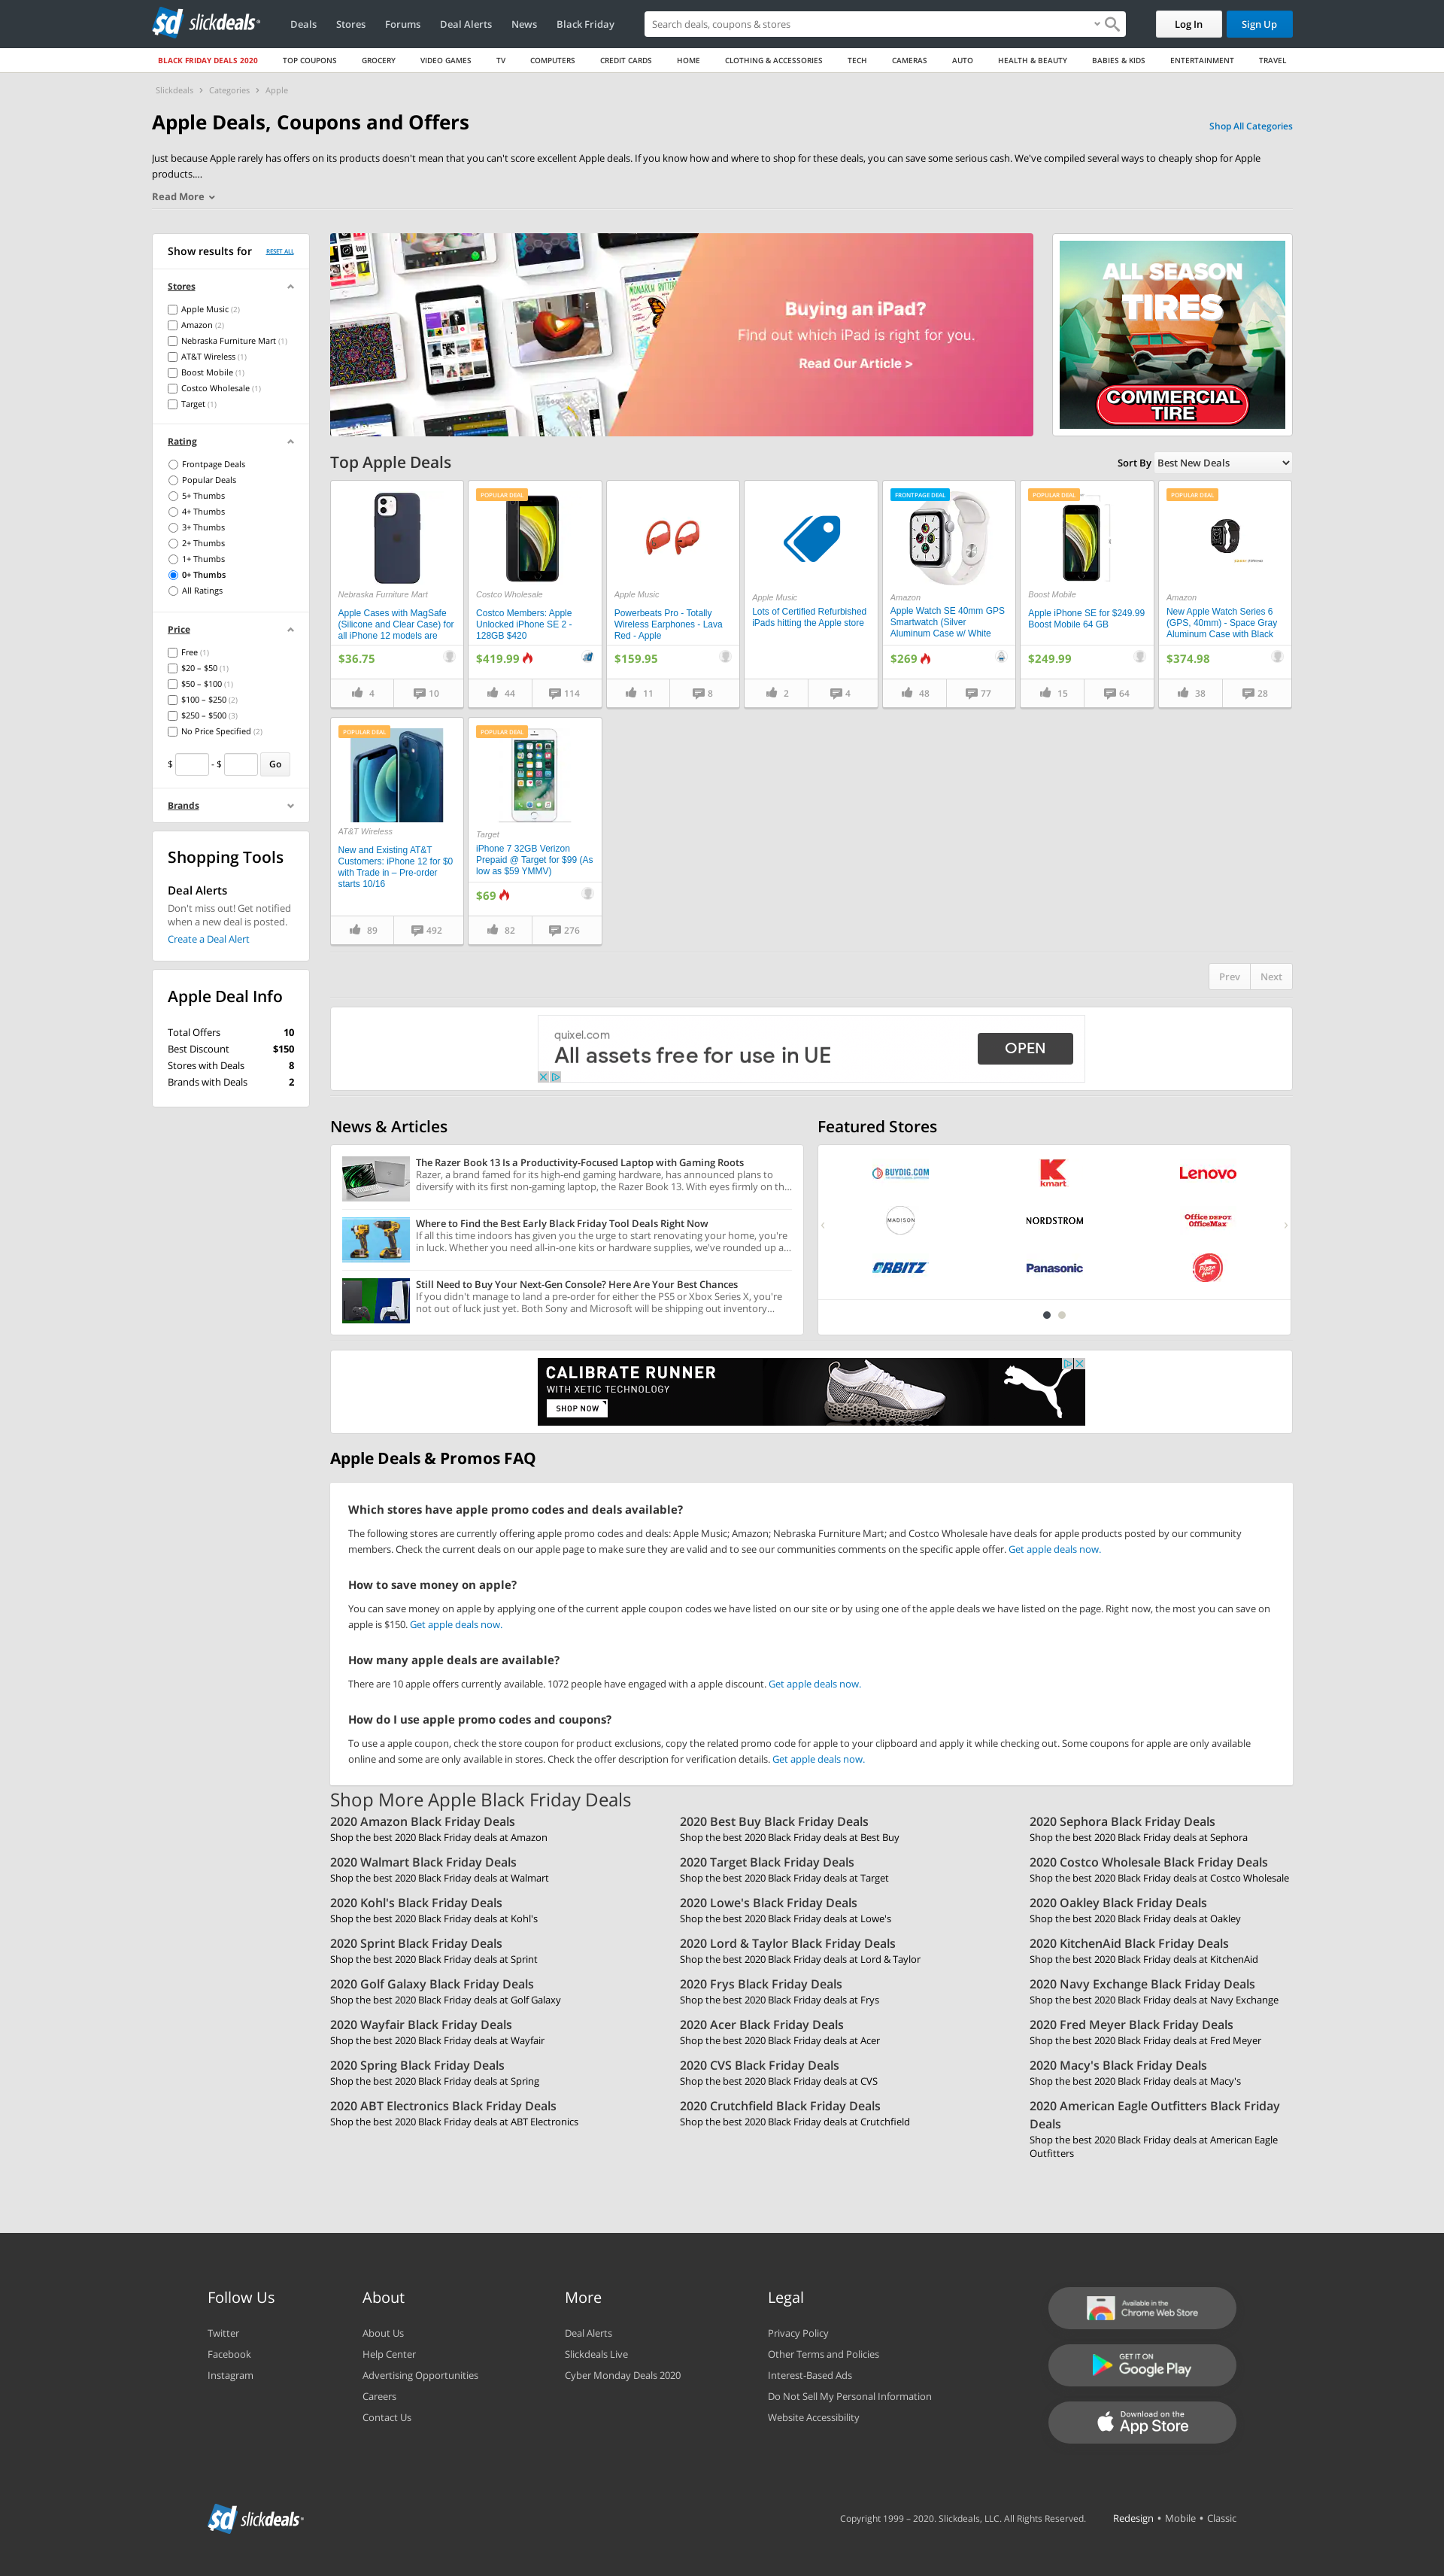 slickdeals
Deals Stores Forums Deal Alerts News Black Friday
Search deals, coupons & stores
Log In Sign Up
BLACK FRIDAY DEALS 2020 TOP COUPONS GROCERY VIDEO GAMES TV COMPUTERS CREDIT CARDS HOME CLOTHING & ACCESSORIES TECH CAMERAS AUTO HEALTH & BEAUTY BABIES & KIDS ENTERTAINMENT TRAVEL
Slickdeals › Categories › Apple
Apple Deals, Coupons and Offers
Shop All Categories
Just because Apple rarely has offers on its products doesn't mean that you can't score excellent Apple deals. If you know how and where to shop for these deals, you can save some serious cash. We've compiled several ways to cheaply shop for Apple
products....
Read More
Show results for RESET ALL
Stores
Apple Music (2)
Amazon (2)
Nebraska Furniture Mart (1)
AT&T Wireless (1)
Boost Mobile (1)
Costco Wholesale (1)
Target (1)
Rating
Frontpage Deals
Popular Deals
5+ Thumbs
4+ Thumbs
3+ Thumbs
2+ Thumbs
1+ Thumbs
0+ Thumbs
All Ratings
Price
Free (1)
$20 – $50 (1)
$50 – $100 (1)
$100 – $250 (2)
$250 – $500 (3)
No Price Specified (2)
$ - $ Go
Brands
Shopping Tools
Deal Alerts
Don't miss out! Get notified
when a new deal is posted.
Create a Deal Alert
Apple Deal Info
Total Offers 10
Best Discount $150
Stores with Deals 8
Brands with Deals 2
Buying an iPad?
Find out which iPad is right for you.
Read Our Article >
ALL SEASON
TIRES
COMMERCIAL
TIRE
Top Apple Deals
Sort By Best New Deals
Nebraska Furniture Mart
Apple Cases with MagSafe
(Silicone and Clear Case) for
all iPhone 12 models are
$36.75
4 10
POPULAR DEAL
Costco Wholesale
Costco Members: Apple
Unlocked iPhone SE 2 -
128GB $420
$419.99
44 114
Apple Music
Powerbeats Pro - Totally
Wireless Earphones - Lava
Red - Apple
$159.95
11 8
Apple Music
Lots of Certified Refurbished
iPads hitting the Apple store
2 4
FRONTPAGE DEAL
Amazon
Apple Watch SE 40mm GPS
Smartwatch (Silver
Aluminum Case w/ White
$269
48 77
POPULAR DEAL
Boost Mobile
Apple iPhone SE for $249.99
Boost Mobile 64 GB
$249.99
15 64
POPULAR DEAL
Amazon
New Apple Watch Series 6
(GPS, 40mm) - Space Gray
Aluminum Case with Black
$374.98
38 28
POPULAR DEAL
AT&T Wireless
New and Existing AT&T
Customers: iPhone 12 for $0
with Trade in – Pre-order
starts 10/16
89 492
POPULAR DEAL
Target
iPhone 7 32GB Verizon
Prepaid @ Target for $99 (As
low as $59 YMMV)
$69
82 276
Prev Next
quixel.com
All assets free for use in UE
OPEN
News & Articles
The Razer Book 13 Is a Productivity-Focused Laptop with Gaming Roots
Razer, a brand famed for its high-end gaming hardware, has announced plans to
diversify with its first non-gaming laptop, the Razer Book 13. With eyes firmly on th...
Where to Find the Best Early Black Friday Tool Deals Right Now
If all this time indoors has given you the urge to start renovating your home, you're
in luck. Whether you need all-in-one kits or hardware supplies, we've rounded up a...
Still Need to Buy Your Next-Gen Console? Here Are Your Best Chances
If you didn't manage to land a pre-order for either the PS5 or Xbox Series X, you're
not out of luck just yet. Both Sony and Microsoft will be shipping out inventory...
Featured Stores
BUYDIG.COM
kmart
Lenovo
MADISON
NORDSTROM
Office DEPOT
OfficeMax
ORBITZ
Panasonic
Pizza Hut
CALIBRATE RUNNER
WITH XETIC TECHNOLOGY
SHOP NOW
Apple Deals & Promos FAQ
Which stores have apple promo codes and deals available?
The following stores are currently offering apple promo codes and deals: Apple Music; Amazon; Nebraska Furniture Mart; and Costco Wholesale have deals for apple products posted by our community
members. Check the current deals on our apple page to make sure they are valid and to see our communities comments on the specific apple offer. Get apple deals now.
How to save money on apple?
You can save money on apple by applying one of the current apple coupon codes we have listed on our site or by using one of the apple deals we have listed on the page. Right now, the most you can save on
apple is $150. Get apple deals now.
How many apple deals are available?
There are 10 apple offers currently available. 1072 people have engaged with a apple discount. Get apple deals now.
How do I use apple promo codes and coupons?
To use a apple coupon, check the store coupon for product exclusions, copy the related promo code for apple to your clipboard and apply it while checking out. Some coupons for apple are only available
online and some are only available in stores. Check the offer description for verification details. Get apple deals now.
Shop More Apple Black Friday Deals
2020 Amazon Black Friday Deals
Shop the best 2020 Black Friday deals at Amazon
2020 Best Buy Black Friday Deals
Shop the best 2020 Black Friday deals at Best Buy
2020 Sephora Black Friday Deals
Shop the best 2020 Black Friday deals at Sephora
2020 Walmart Black Friday Deals
Shop the best 2020 Black Friday deals at Walmart
2020 Target Black Friday Deals
Shop the best 2020 Black Friday deals at Target
2020 Costco Wholesale Black Friday Deals
Shop the best 2020 Black Friday deals at Costco Wholesale
2020 Kohl's Black Friday Deals
Shop the best 2020 Black Friday deals at Kohl's
2020 Lowe's Black Friday Deals
Shop the best 2020 Black Friday deals at Lowe's
2020 Oakley Black Friday Deals
Shop the best 2020 Black Friday deals at Oakley
2020 Sprint Black Friday Deals
Shop the best 2020 Black Friday deals at Sprint
2020 Lord & Taylor Black Friday Deals
Shop the best 2020 Black Friday deals at Lord & Taylor
2020 KitchenAid Black Friday Deals
Shop the best 2020 Black Friday deals at KitchenAid
2020 Golf Galaxy Black Friday Deals
Shop the best 2020 Black Friday deals at Golf Galaxy
2020 Frys Black Friday Deals
Shop the best 2020 Black Friday deals at Frys
2020 Navy Exchange Black Friday Deals
Shop the best 2020 Black Friday deals at Navy Exchange
2020 Wayfair Black Friday Deals
Shop the best 2020 Black Friday deals at Wayfair
2020 Acer Black Friday Deals
Shop the best 2020 Black Friday deals at Acer
2020 Fred Meyer Black Friday Deals
Shop the best 2020 Black Friday deals at Fred Meyer
2020 Spring Black Friday Deals
Shop the best 2020 Black Friday deals at Spring
2020 CVS Black Friday Deals
Shop the best 2020 Black Friday deals at CVS
2020 Macy's Black Friday Deals
Shop the best 2020 Black Friday deals at Macy's
2020 ABT Electronics Black Friday Deals
Shop the best 2020 Black Friday deals at ABT Electronics
2020 Crutchfield Black Friday Deals
Shop the best 2020 Black Friday deals at Crutchfield
2020 American Eagle Outfitters Black Friday
Deals
Shop the best 2020 Black Friday deals at American Eagle
Outfitters
Follow Us
Twitter
Facebook
Instagram
About
About Us
Help Center
Advertising Opportunities
Careers
Contact Us
More
Deal Alerts
Slickdeals Live
Cyber Monday Deals 2020
Legal
Privacy Policy
Other Terms and Policies
Interest-Based Ads
Do Not Sell My Personal Information
Website Accessibility
Available in the
Chrome Web Store
GET IT ON
Google Play
Download on the
App Store
slickdeals
Copyright 1999 – 2020. Slickdeals, LLC. All Rights Reserved.
Redesign • Mobile • Classic